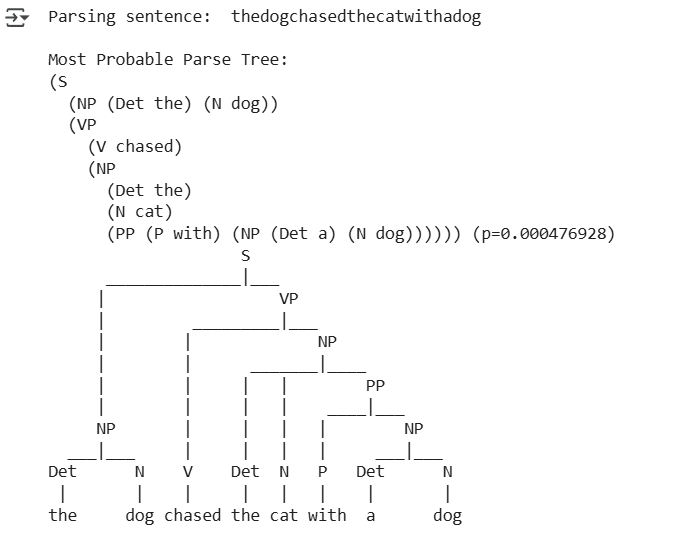 Parsing sentence:  thedogchasedthecatwithadog
Most Probable Parse Tree:
(S
(NP (Det the) (N dog))
(VP
(V chased)
(NP
(Det the)
(N cat)
(PP (P with) (NP (Det a) (N dog)))))) (p=0.000476928)
S
VP
NP
PP
NP NP
Det N V Det N P Det N
the dog chased the cat with a dog